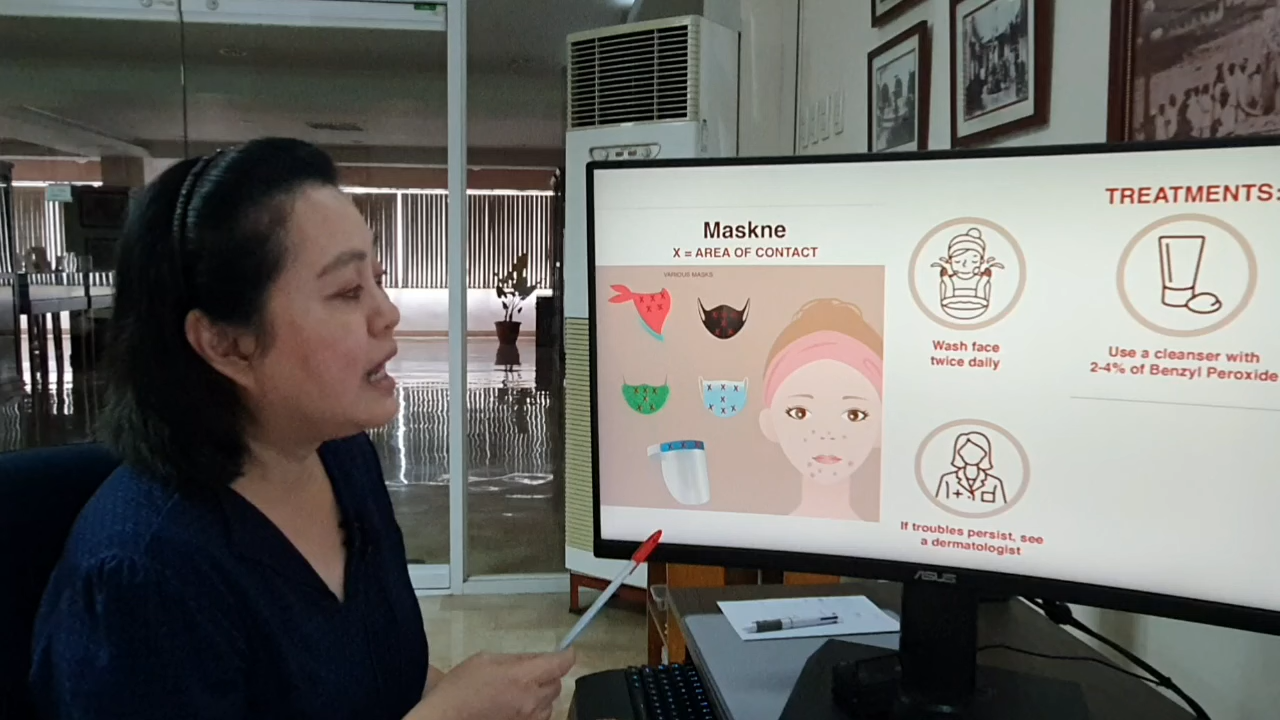 Maskne
X = AREA OF CONTACT
VARIOUS MASKS
X X X
X X
X X X
X
X
X X X
X
X X
Wash face
twice daily
If troubles persist, see
a dermatologist
TREATMENTS:
Use a cleanser with
2-4% of Benzyl Peroxide
ASUS